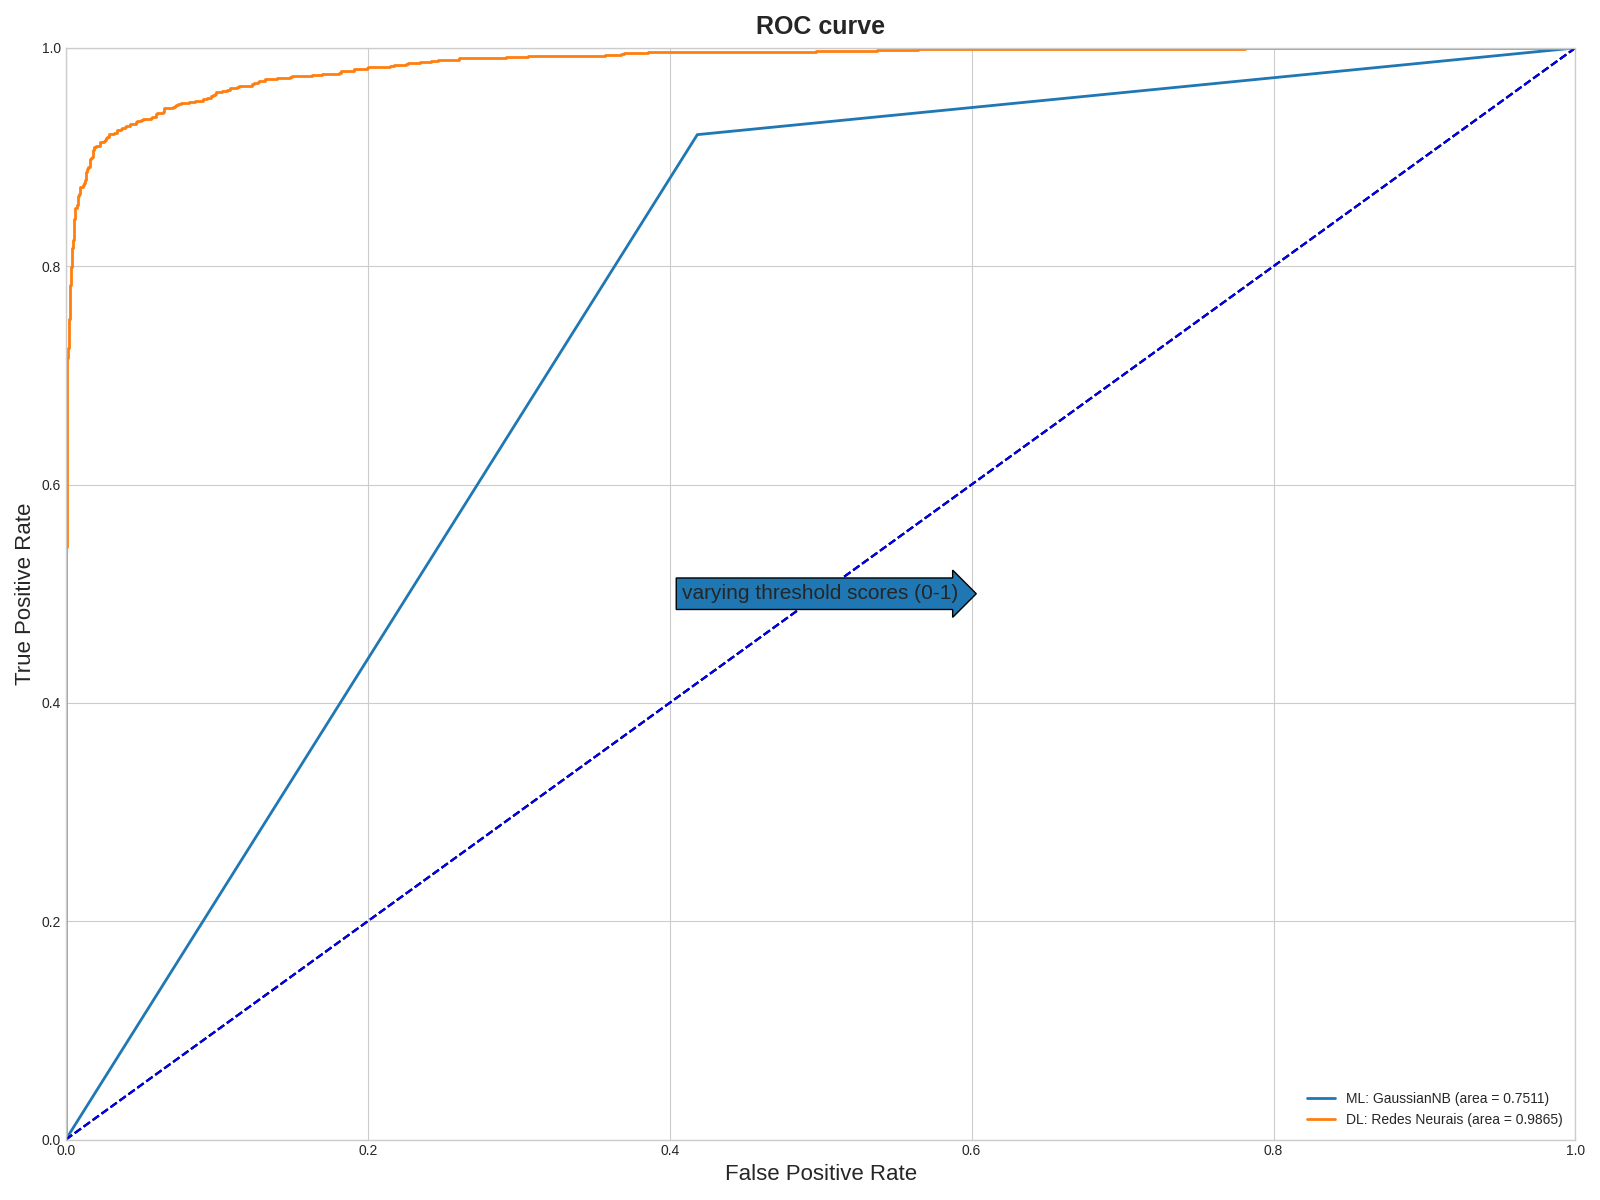 ROC curve
1.0
0.8
0.6
0.4
0.2
0.0
True Positive Rate
varying threshold scores (0-1)
ML: GaussianNB (area = 0.7511)
DL: Redes Neurais (area = 0.9865)
0.0 0.2 0.4 0.6 0.8 1.0
False Positive Rate